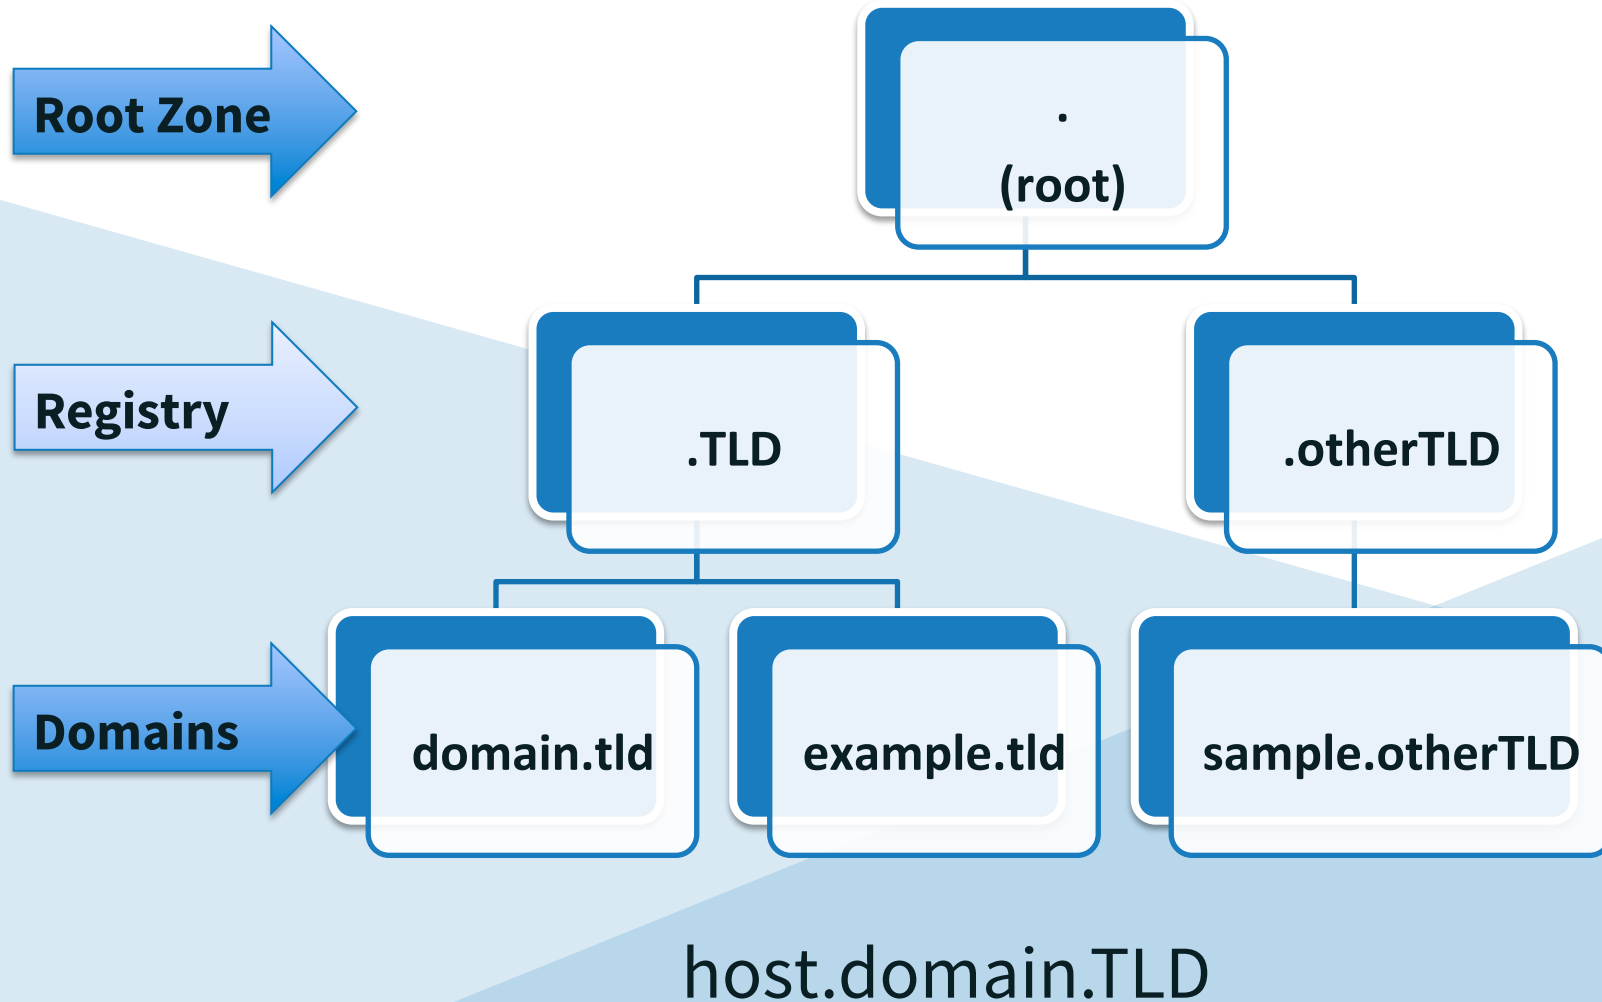 Root Zone
.
(root)
Registry
.TLD
.otherTLD
Domains
domain.tld
example.tld
sample.otherTLD
host.domain.TLD